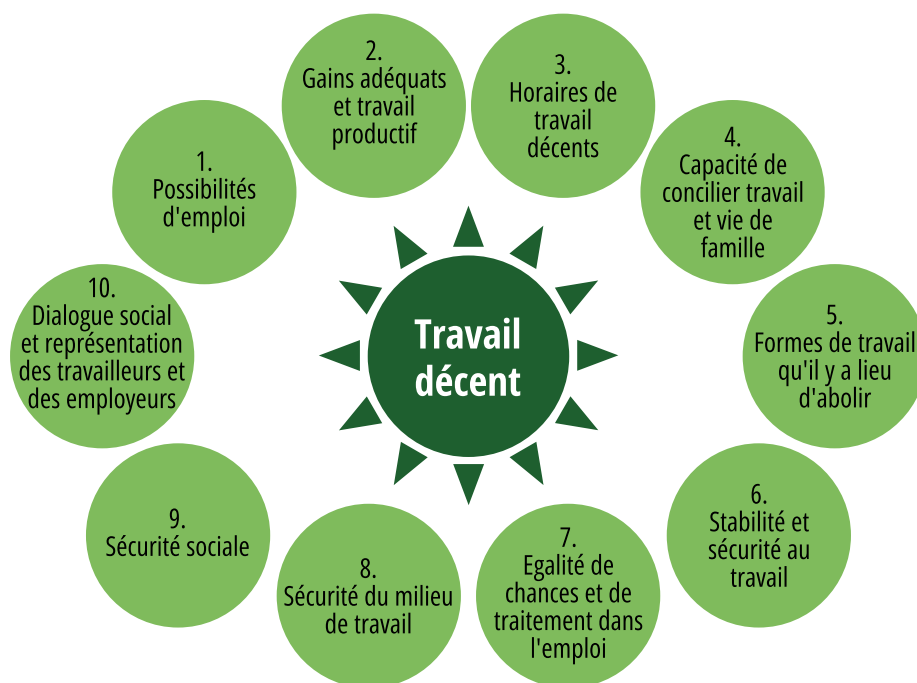 1.
Possibilités
d'emploi
2.
Gains adéquats
et travail
productif
3.
Horaires de
travail
décents
4.
Capacité de
concilier travail
et vie de
famille
5.
Formes de travail
qu'il y a lieu
d'abolir
6.
Stabilité et
sécurité au
travail
7.
Egalité de
chances et de
traitement dans
l'emploi
8.
Sécurité du milieu
de travail
9.
Sécurité sociale
10.
Dialogue social
et représentation
des travailleurs et
des employeurs
Travail
décent